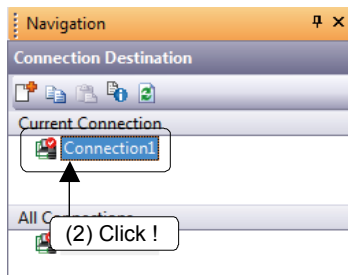 Navigation
Connection Destination
Current Connection
Connection1
All Connections
(2) Click !